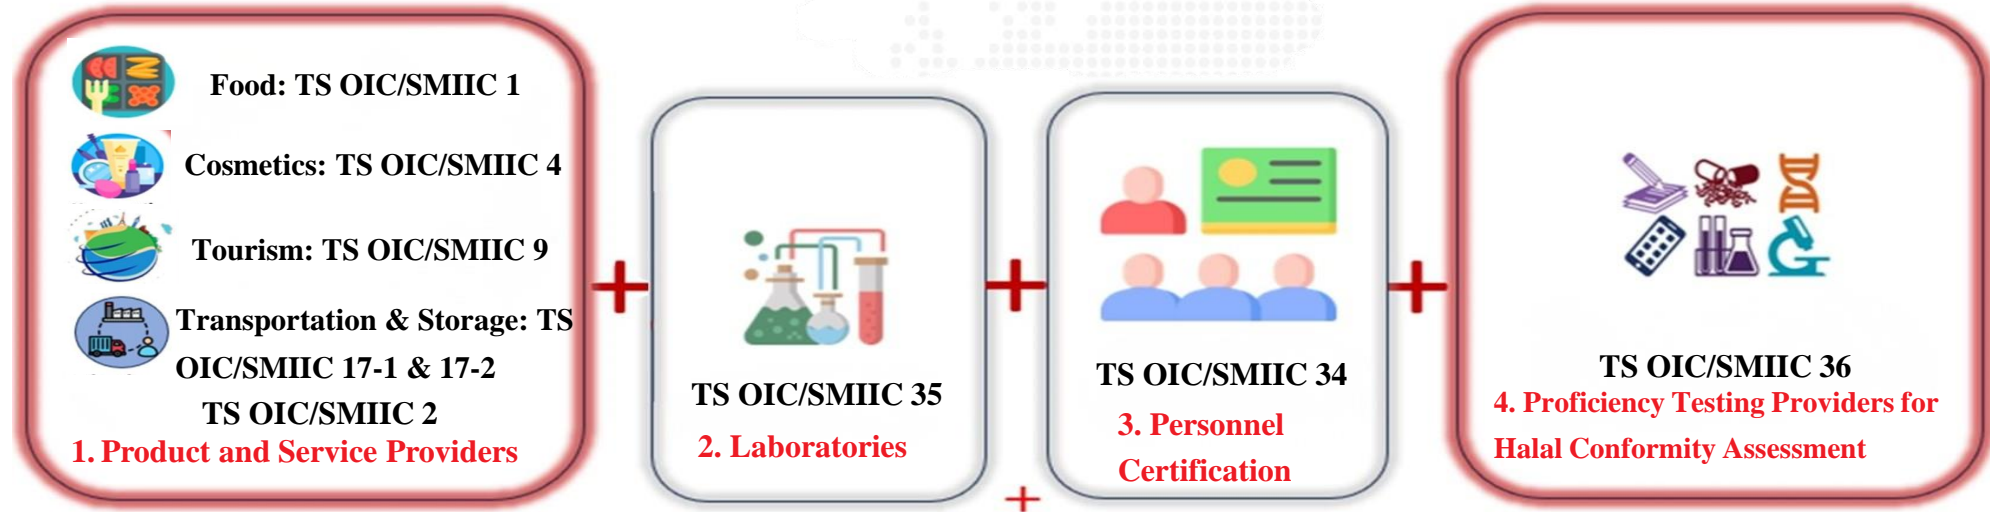 Food: TS OIC/SMIIC 1
Cosmetics: TS OIC/SMIIC 4
Tourism: TS OIC/SMIIC 9
Transportation & Storage: TS
OIC/SMIIC 17-1 & 17-2
TS OIC/SMIIC 2
1. Product and Service Providers
TS OIC/SMIIC 35
2. Laboratories
TS OIC/SMIIC 34
3. Personnel
Certification
TS OIC/SMIIC 36
4. Proficiency Testing Providers for
Halal Conformity Assessment